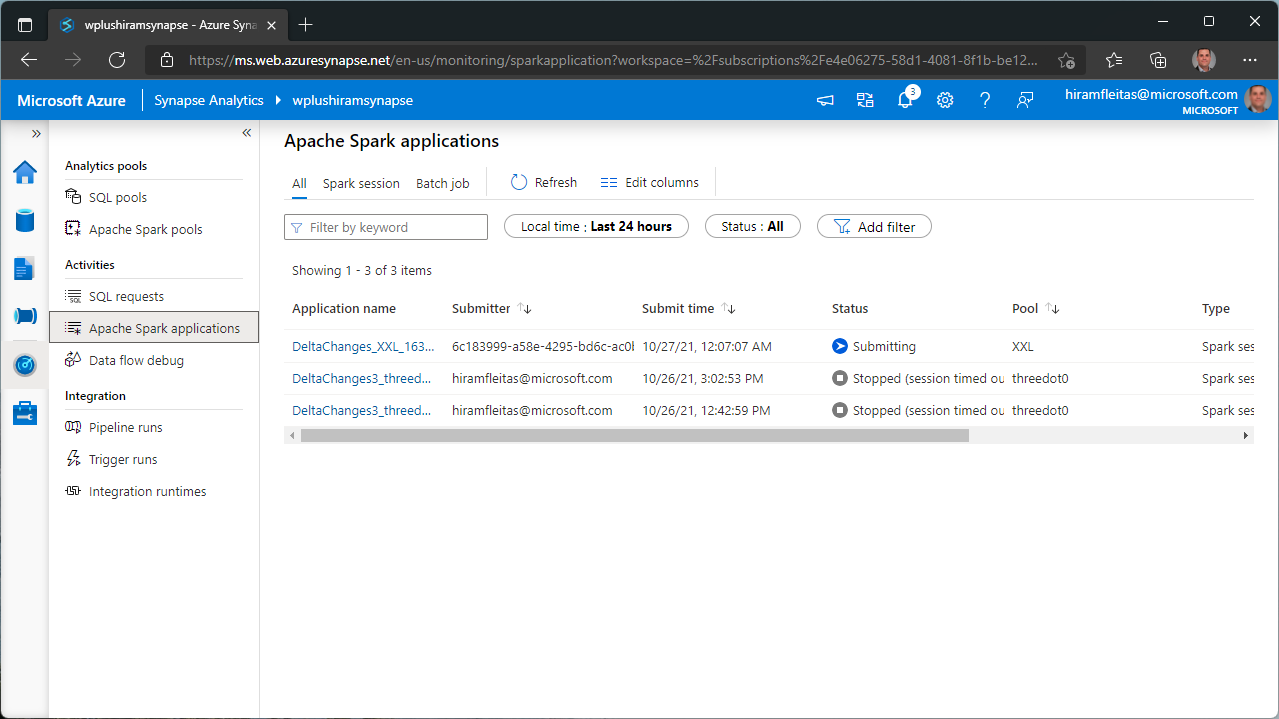 wplushiramsynapse - Azure Syna
https://ms.web.azuresynapse.net/en-us/monitoring/sparkapplication?workspace=%2Fsubscriptions%2Fe4e06275-58d1-4081-8f1b-be12...
Microsoft Azure Synapse Analytics wplushiramsynapse 3 hiramfleitas@microsoft.com
MICROSOFT
Analytics pools
SQL pools
Apache Spark pools
Activities
SQL requests
Apache Spark applications
Data flow debug
Integration
Pipeline runs
Trigger runs
Integration runtimes
Apache Spark applications
All Spark session Batch job Refresh Edit columns
Filter by keyword Local time : Last 24 hours Status : All Add filter
Showing 1 - 3 of 3 items
Application name Submitter Submit time Status Pool Type
DeltaChanges_XXL_163... 6c183999-a58e-4295-bd6c-ac0b 10/27/21, 12:07:07 AM Submitting XXL Spark ses
DeltaChanges3_threed... hiramfleitas@microsoft.com 10/26/21, 3:02:53 PM Stopped (session timed ou threedot0 Spark ses
DeltaChanges3_threed... hiramfleitas@microsoft.com 10/26/21, 12:42:59 PM Stopped (session timed ou threedot0 Spark ses